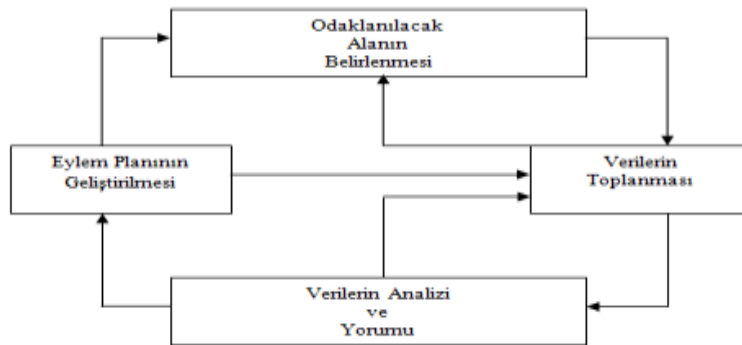 Odaklanılacak
Alanın
Belirlenmesi
Eylem Planının
Geliştirilmesi
Verilerin
Toplanması
Verilerin Analizi
ve
Yorumu